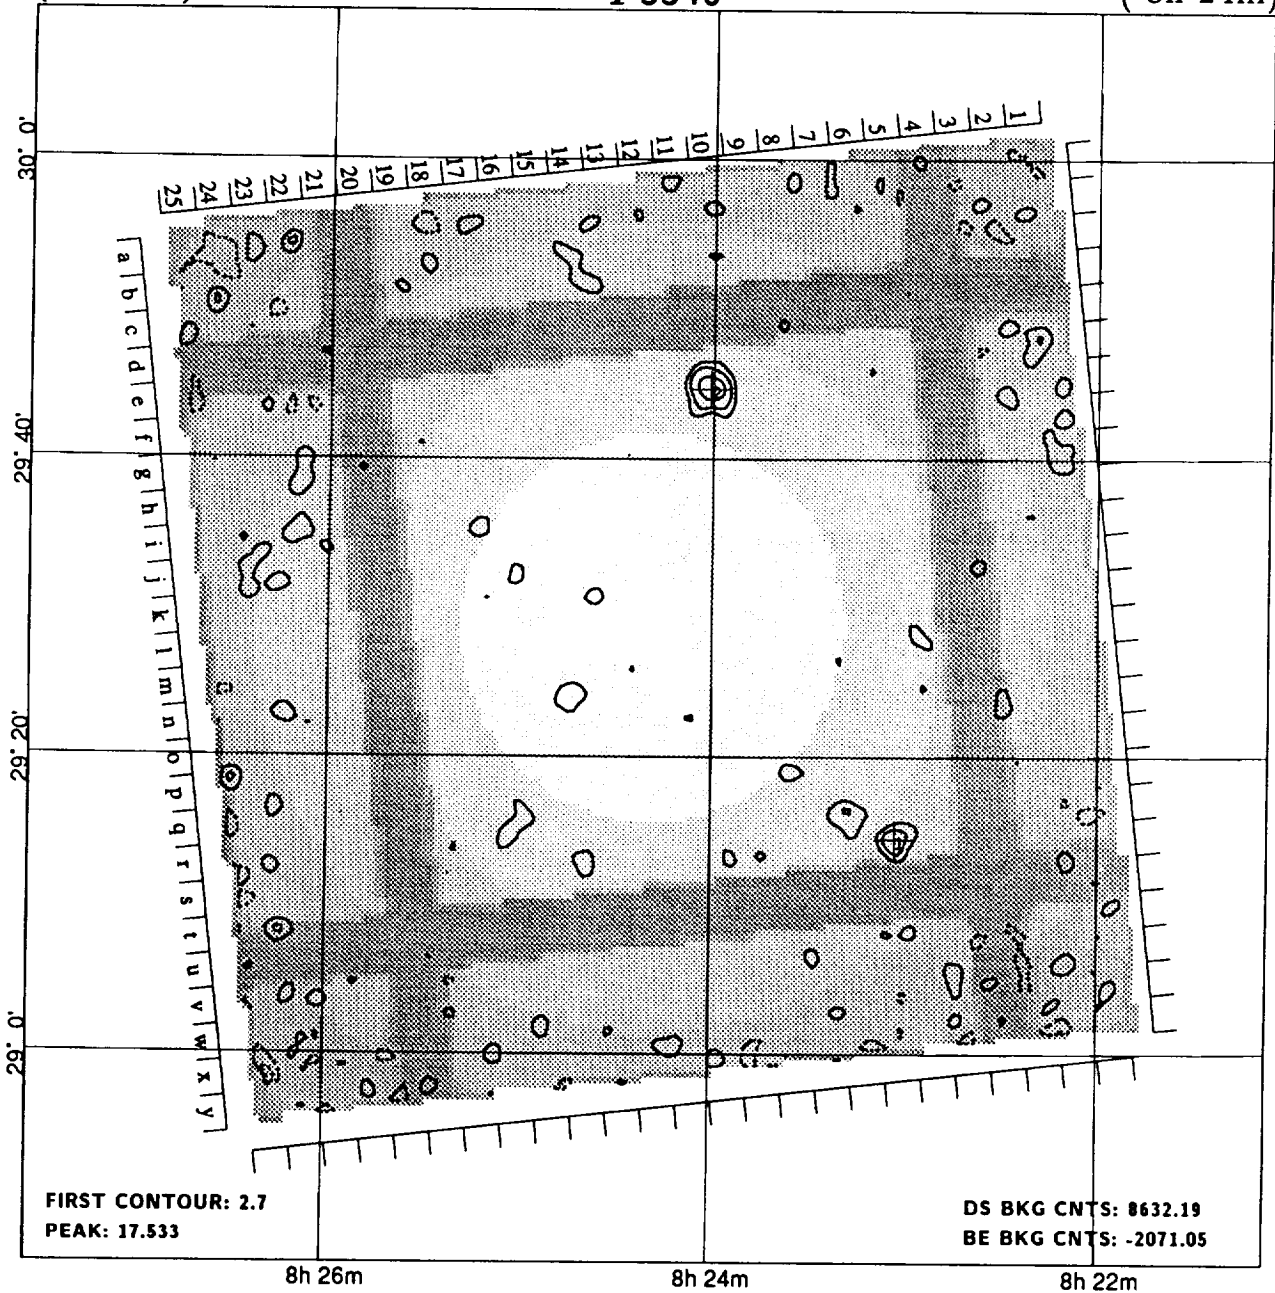 30° 0'
29° 40'
29° 20'
29° 0'
25 24 23 22 21 20 19 18 17 16 15 14 13 12 11 10 9 8 7 6 5 4 3 2 1
a b c d e f g h i j k l m n o p q r s t u v w x y
FIRST CONTOUR: 2.7
PEAK: 17.533
DS BKG CNTS: 8632.19
BE BKG CNTS: -2071.05
8h 26m
8h 24m
8h 22m